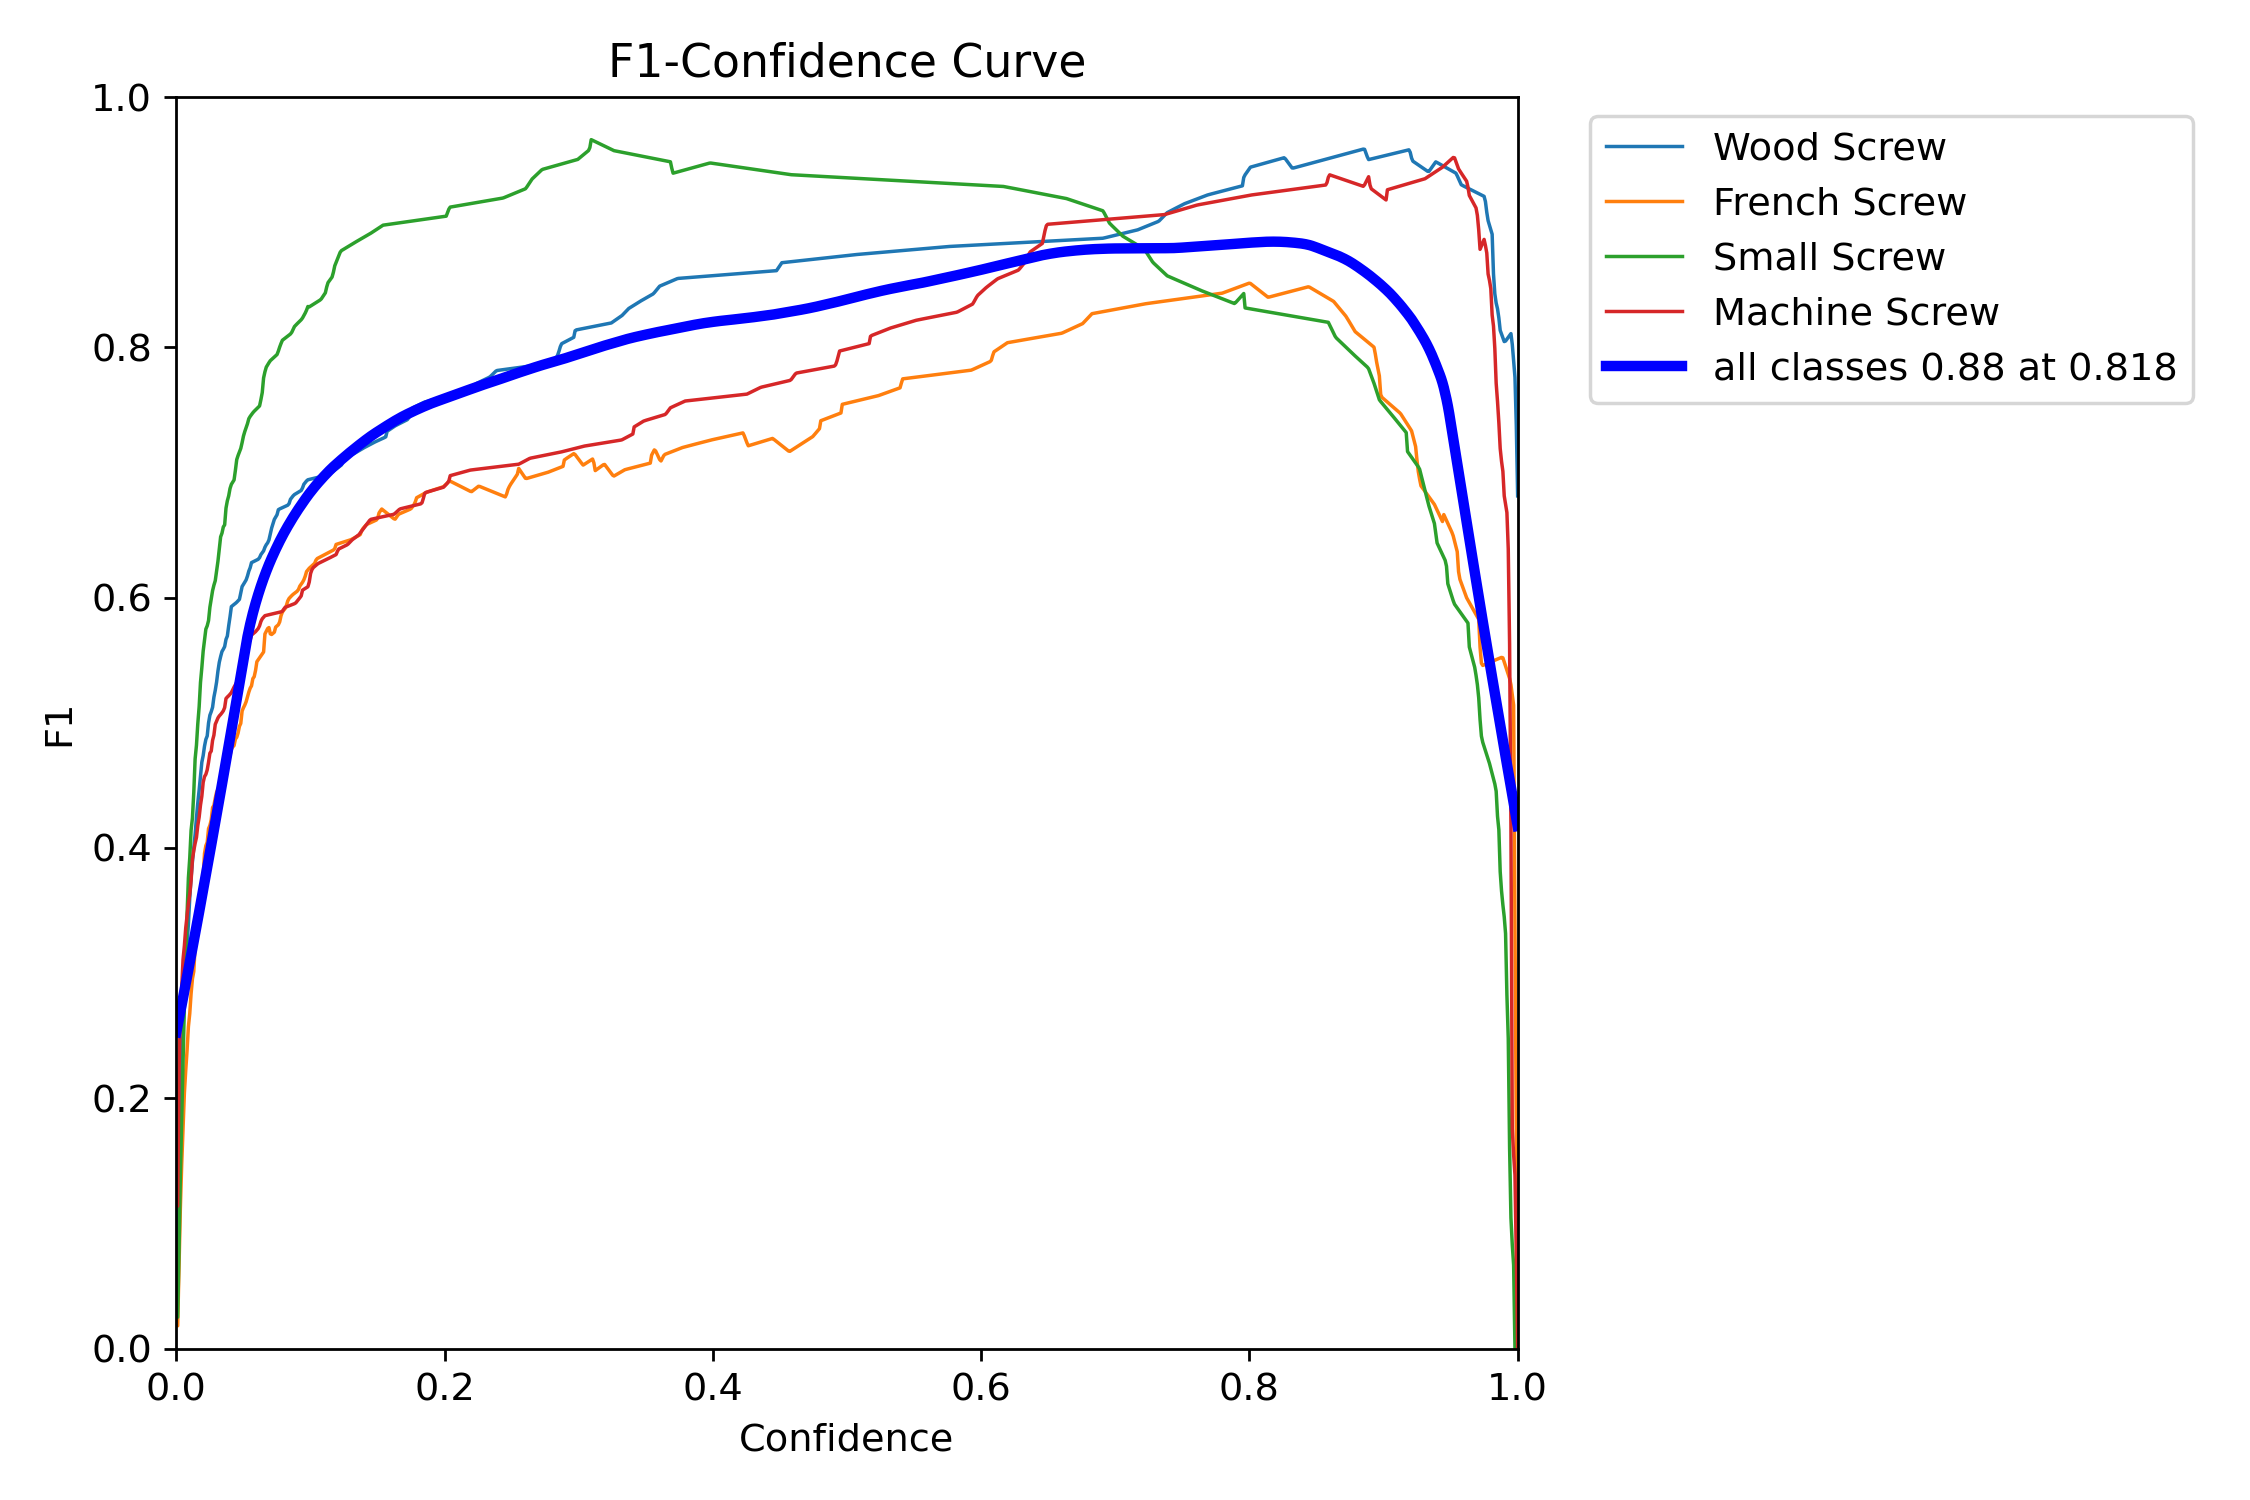 F1-Confidence Curve
1.0
0.8
0.6
0.4
0.2
0.0
F1
0.0 0.2 0.4 0.6 0.8 1.0
Confidence
Wood Screw
French Screw
Small Screw
Machine Screw
all classes 0.88 at 0.818